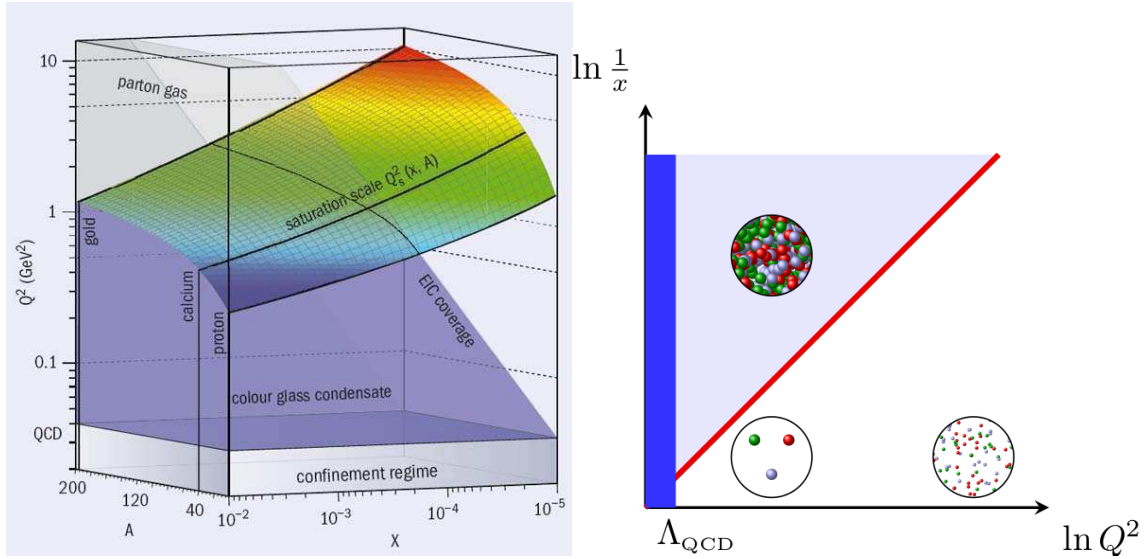 10
1
0.1
QCD
Q² (GeV²)
parton gas
saturation scale Q²ₛ(x, A)
gold
calcium
proton
EIC coverage
colour glass condensate
confinement regime
200
120
40
A
10⁻²
10⁻³
10⁻⁴
10⁻⁵
X
ln 1/x
Λ_QCD
ln Q²